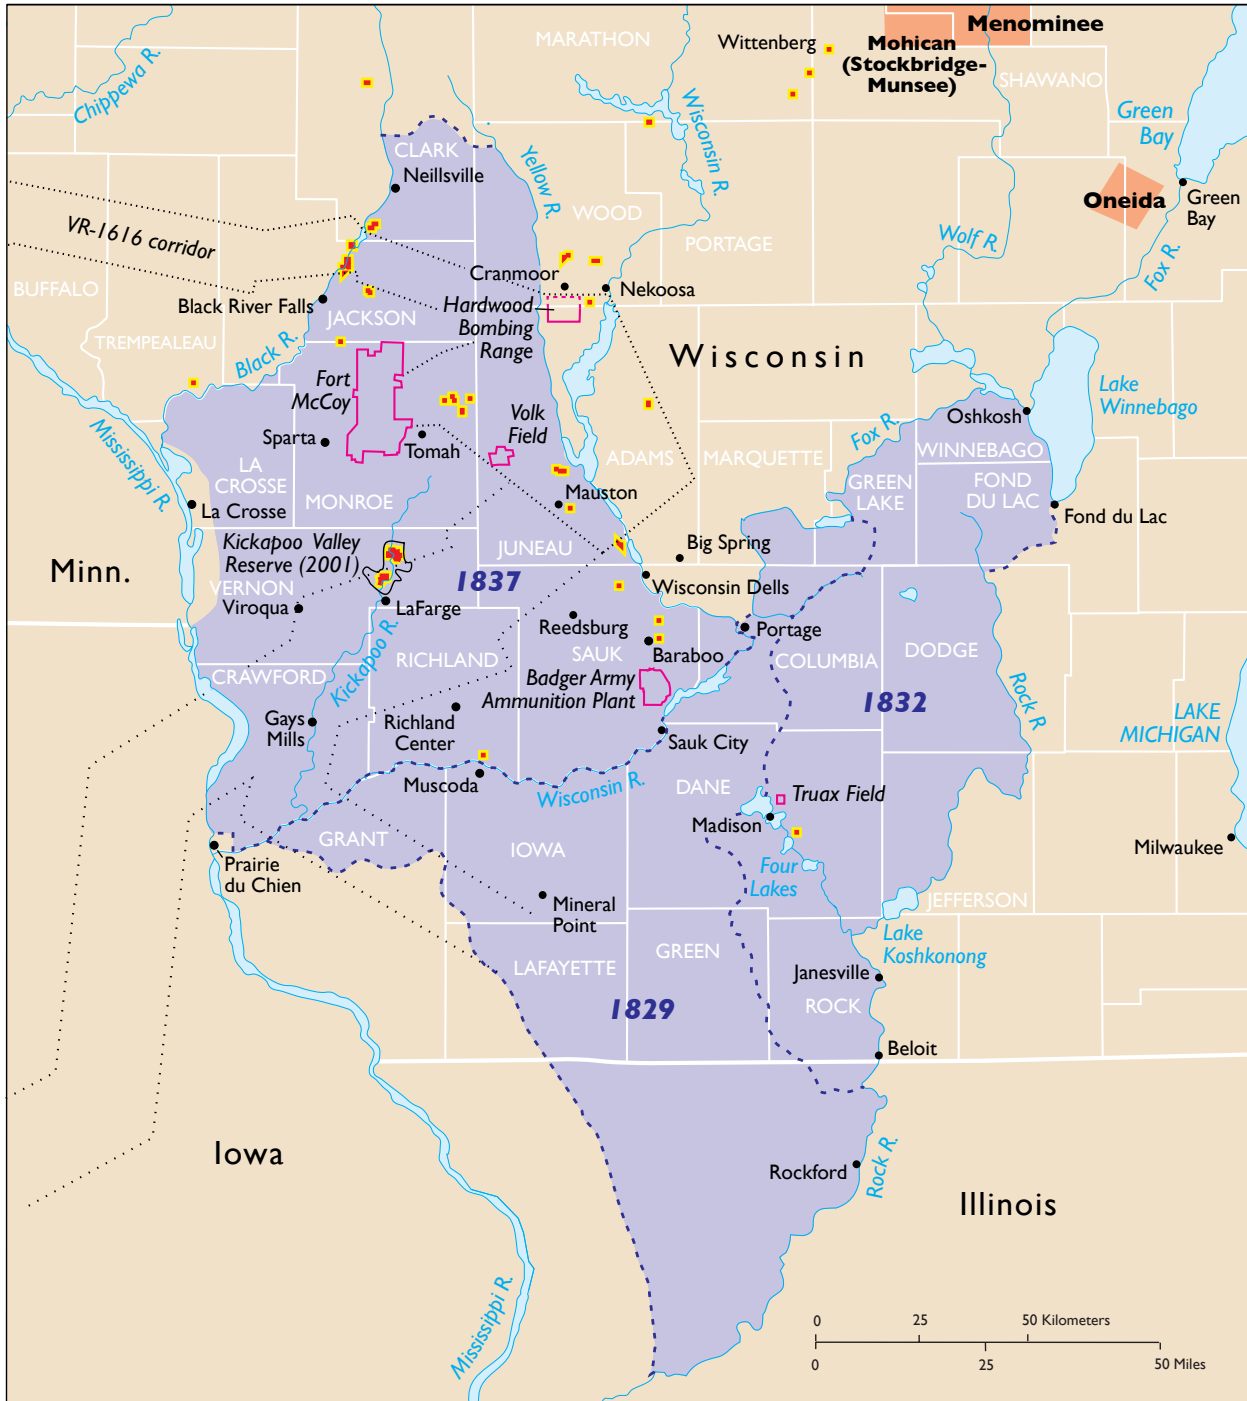 Menominee
Mohican
(Stockbridge-
Munsee)
Wittenberg
MARATHON
SHAWANO
Chippewa R.
Green
Bay
Wisconsin R.
CLARK
Neillsville
Yellow R.
WOOD
PORTAGE
Oneida
Green
Bay
Wolf R.
Fox R.
VR-1616 corridor
BUFFALO
Cranmoor
Nekoosa
Black River Falls
JACKSON
Hardwood
Bombing
Range
TREMPEALEAU
Black R.
Wisconsin
Fort
McCoy
Lake
Winnebago
Oshkosh
Volk
Field
Sparta
Tomah
Mississippi R.
Fox R.
WINNEBAGO
ADAMS
MARQUETTE
LA
CROSSE
MONROE
GREEN
LAKE
FOND
DU LAC
Mauston
La Crosse
Fond du Lac
Kickapoo Valley
Reserve (2001)
JUNEAU
Big Spring
Minn.
1837
VERNON
Viroqua
LaFarge
Wisconsin Dells
Reedsburg
Portage
SAUK
Baraboo
Kickapoo R.
RICHLAND
COLUMBIA
DODGE
CRAWFORD
Badger Army
Ammunition Plant
1832
Rock R
Gays
Mills
Richland
Center
Sauk City
LAKE
MICHIGAN
Muscoda
Wisconsin R.
DANE
Truax Field
Madison
GRANT
IOWA
Milwaukee
Prairie
du Chien
Four
Lakes
Mineral
Point
JEFFERSON
Lake
Koshkonong
LAFAYETTE
GREEN
Janesville
1829
ROCK
Beloit
Iowa
Rockford
Rock R.
Illinois
Mississippi R.
0 25 50 Kilometers
0 25 50 Miles